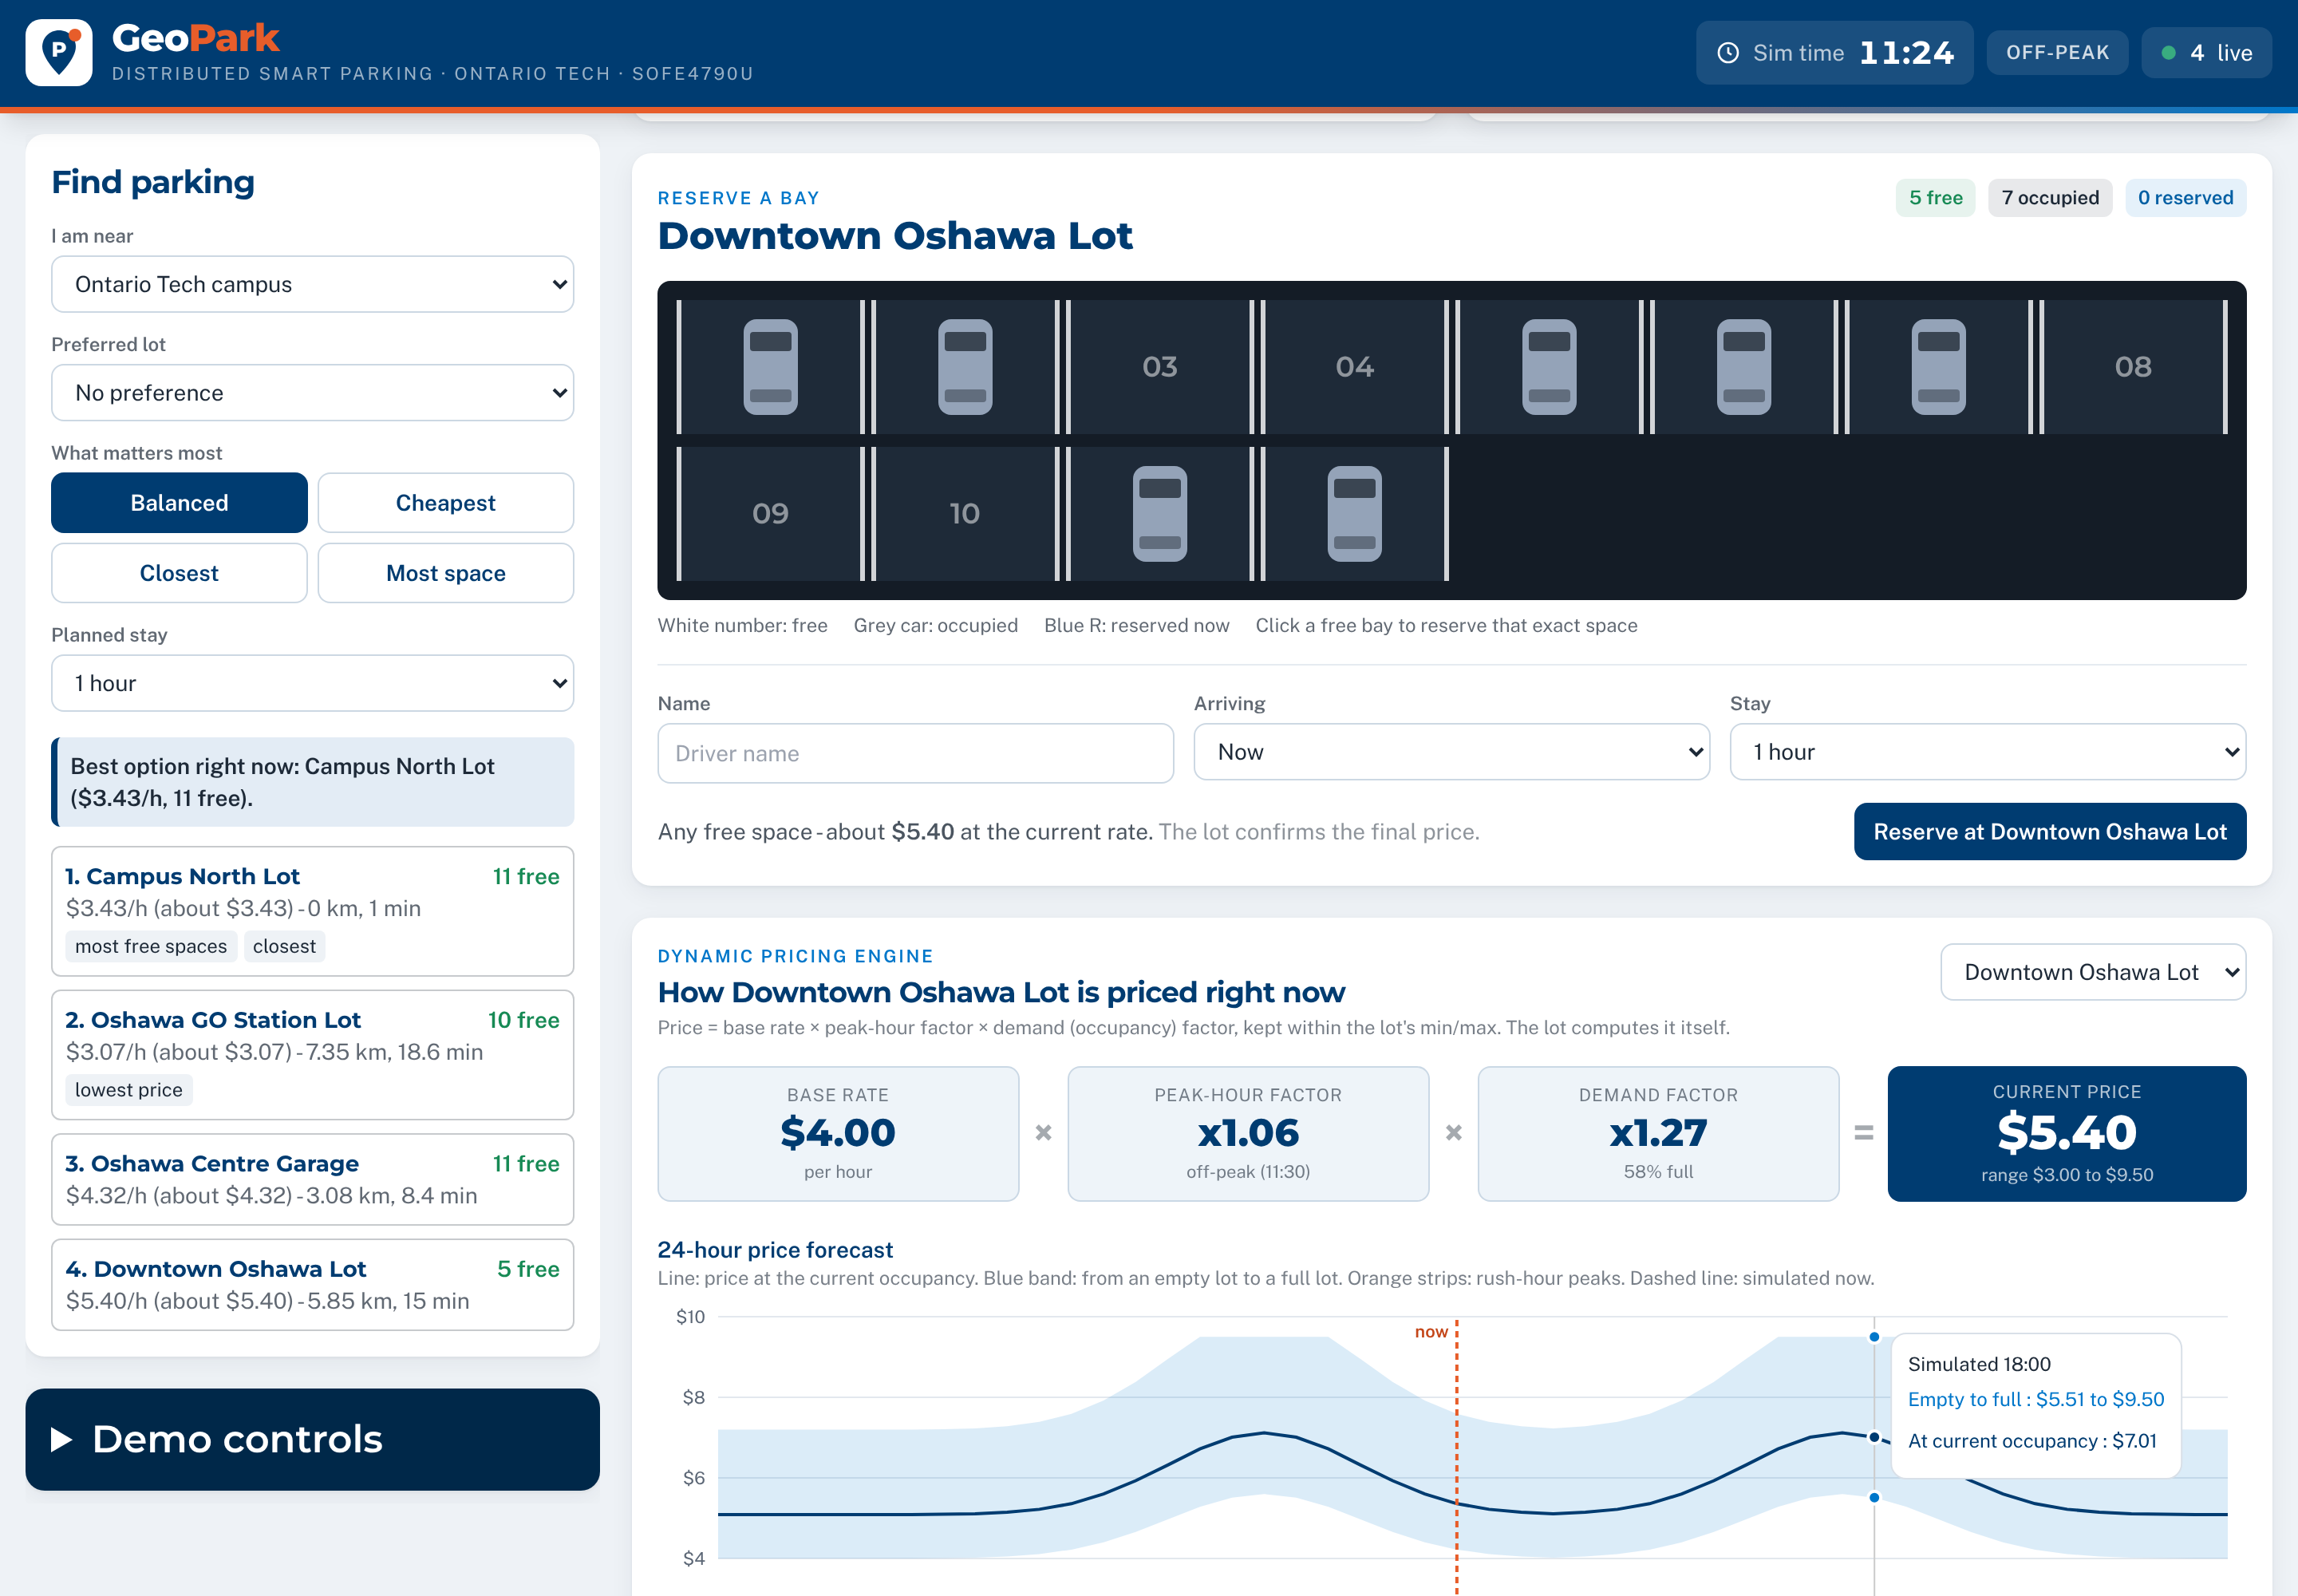 P
GeoPark
DISTRIBUTED SMART PARKING · ONTARIO TECH · SOFE4790U
Sim time 11:24
OFF-PEAK
4 live
Find parking
I am near
Ontario Tech campus
Preferred lot
No preference
What matters most
Balanced
Cheapest
Closest
Most space
Planned stay
1 hour
Best option right now: Campus North Lot
($3.43/h, 11 free).
1. Campus North Lot 11 free
$3.43/h (about $3.43) - 0 km, 1 min
most free spaces closest
2. Oshawa GO Station Lot 10 free
$3.07/h (about $3.07) - 7.35 km, 18.6 min
lowest price
3. Oshawa Centre Garage 11 free
$4.32/h (about $4.32) - 3.08 km, 8.4 min
4. Downtown Oshawa Lot 5 free
$5.40/h (about $5.40) - 5.85 km, 15 min
Demo controls
RESERVE A BAY
Downtown Oshawa Lot
5 free 7 occupied 0 reserved
03 04 08
09 10
White number: free Grey car: occupied Blue R: reserved now Click a free bay to reserve that exact space
Name
Driver name
Arriving
Now
Stay
1 hour
Any free space - about $5.40 at the current rate. The lot confirms the final price.
Reserve at Downtown Oshawa Lot
DYNAMIC PRICING ENGINE
How Downtown Oshawa Lot is priced right now
Price = base rate × peak-hour factor × demand (occupancy) factor, kept within the lot's min/max. The lot computes it itself.
Downtown Oshawa Lot
BASE RATE
$4.00
per hour
×
PEAK-HOUR FACTOR
x1.06
off-peak (11:30)
×
DEMAND FACTOR
x1.27
58% full
=
CURRENT PRICE
$5.40
range $3.00 to $9.50
24-hour price forecast
Line: price at the current occupancy. Blue band: from an empty lot to a full lot. Orange strips: rush-hour peaks. Dashed line: simulated now.
$10
$8
$6
$4
now
Simulated 18:00
Empty to full : $5.51 to $9.50
At current occupancy : $7.01